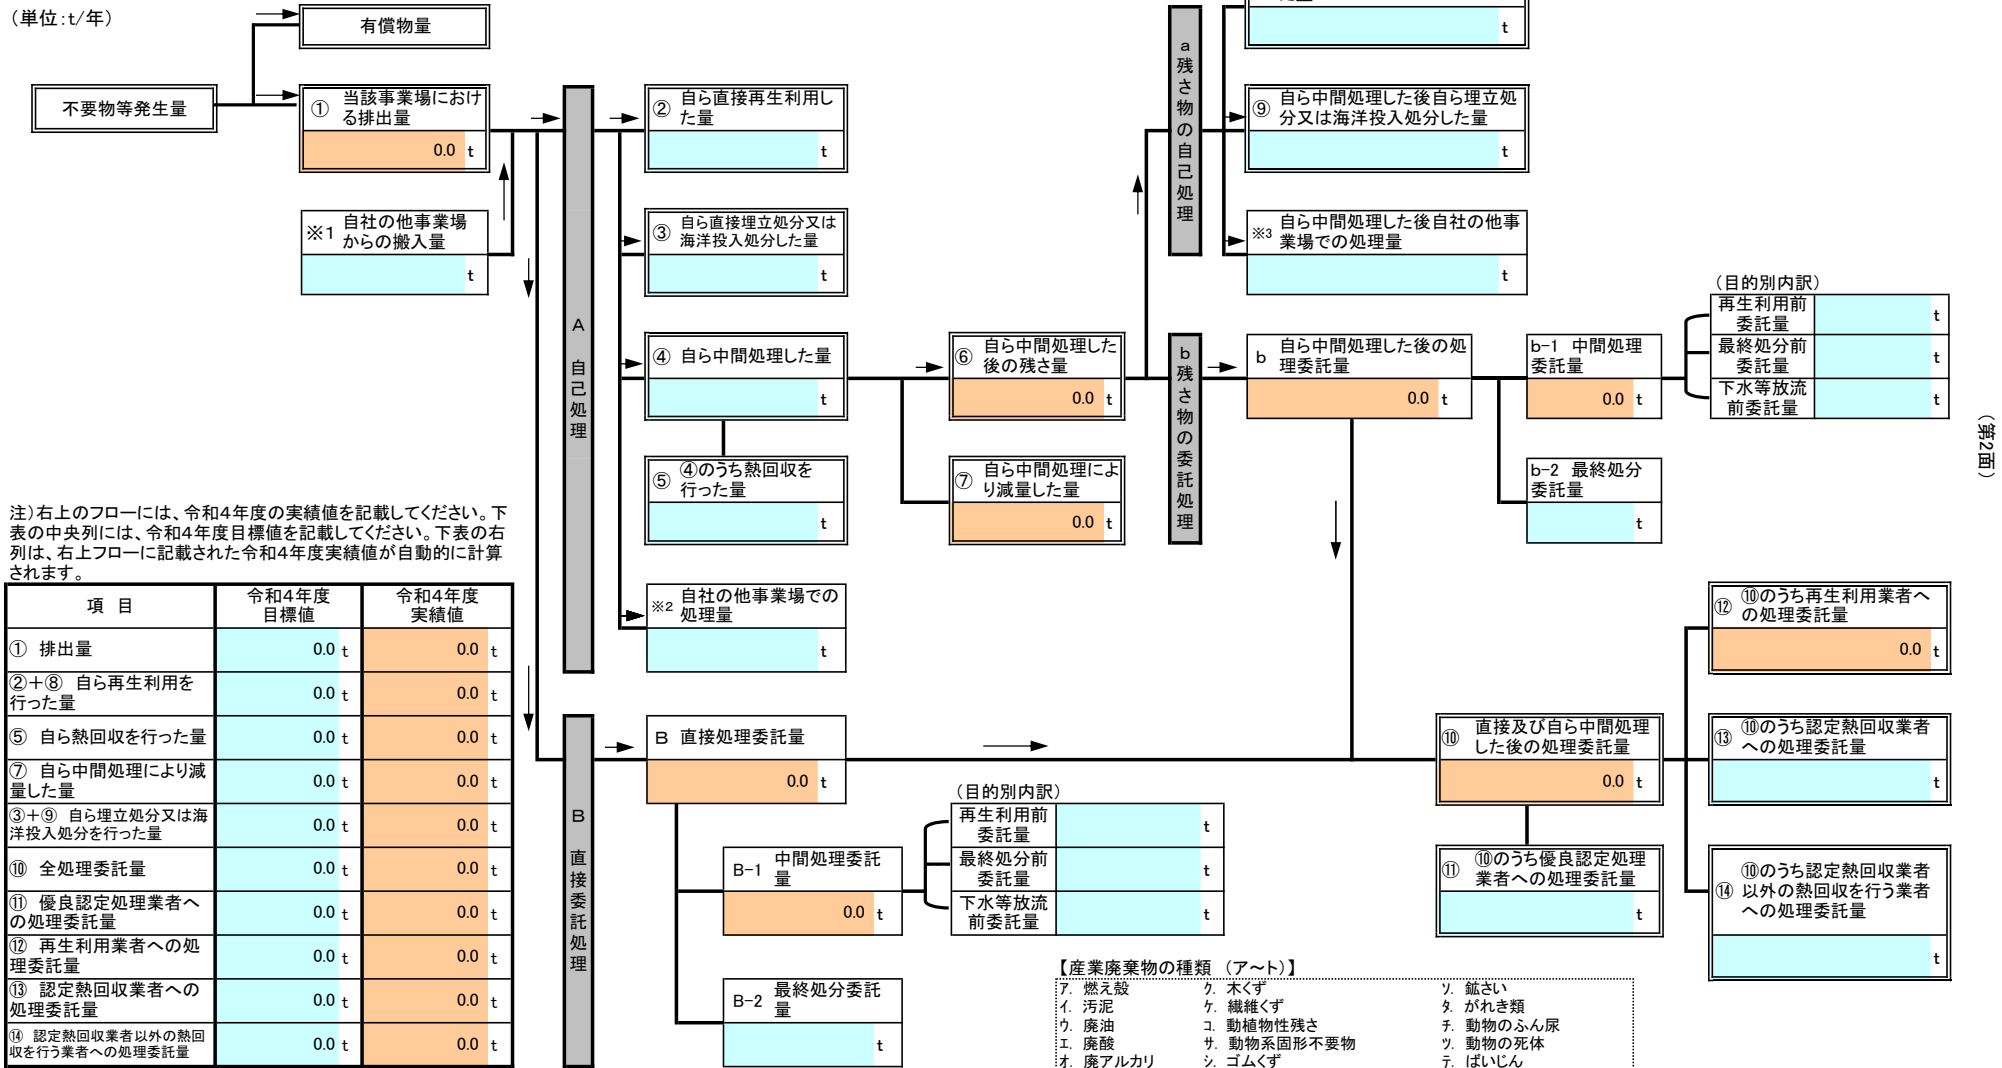 （単位：t/年）
有償物量
不要物等発生量
① 当該事業場におけ
る排出量
0.0 t
※1 自社の他事業場
からの搬入量
t
A 自己処理
② 自ら直接再生利用し
た量
t
③ 自ら直接埋立処分又は
海洋投入処分した量
t
④ 自ら中間処理した量
t
⑤ ④のうち熱回収を
行った量
t
※2 自社の他事業場での
処理量
t
⑥ 自ら中間処理した
後の残さ量
0.0 t
⑦ 自ら中間処理によ
り減量した量
0.0 t
a 残さ物の自己処理
t
⑨ 自ら中間処理した後自ら埋立処
分又は海洋投入処分した量
t
※3 自ら中間処理した後自社の他事
業場での処理量
t
b 残さ物の委託処理
b 自ら中間処理した後の処
理委託量
0.0 t
b-1 中間処理
委託量
0.0 t
b-2 最終処分
委託量
t
（目的別内訳）
再生利用前
委託量
t
最終処分前
委託量
t
下水等放流
前委託量
t
（第2面）
注）右上のフローには、令和4年度の実績値を記載してください。下
表の中央列には、令和4年度目標値を記載してください。下表の右
列は、右上フローに記載された令和4年度実績値が自動的に計算
されます。
項 目 令和4年度
目標値 令和4年度
実績値
① 排出量 0.0 t 0.0 t
②＋⑧ 自ら再生利用を
行った量 0.0 t 0.0 t
⑤ 自ら熱回収を行った量 0.0 t 0.0 t
⑦ 自ら中間処理により減
量した量 0.0 t 0.0 t
③＋⑨ 自ら埋立処分又は海
洋投入処分を行った量 0.0 t 0.0 t
⑩ 全処理委託量 0.0 t 0.0 t
⑪ 優良認定処理業者へ
の処理委託量 0.0 t 0.0 t
⑫ 再生利用業者への処
理委託量 0.0 t 0.0 t
⑬ 認定熱回収業者への
処理委託量 0.0 t 0.0 t
⑭ 認定熱回収業者以外の熱回
収を行う業者への処理委託量 0.0 t 0.0 t
B 直接委託処理
B 直接処理委託量
0.0 t
B-1 中間処理委託
量
0.0 t
B-2 最終処分委託
量
t
（目的別内訳）
再生利用前
委託量
t
最終処分前
委託量
t
下水等放流
前委託量
t
⑩ 直接及び自ら中間処理
した後の処理委託量
0.0 t
⑪ ⑩のうち優良認定処理
業者への処理委託量
t
⑫ ⑩のうち再生利用業者へ
の処理委託量
0.0 t
⑬ ⑩のうち認定熱回収業者
への処理委託量
t
⑭ ⑩のうち認定熱回収業者
以外の熱回収を行う業者
への処理委託量
t
【産業廃棄物の種類 （ア～ト）】
ア. 燃え殻 ク. 木くず ソ. 鉱さい
イ. 汚泥 ケ. 繊維くず タ. がれき類
ウ. 廃油 コ. 動植物性残さ チ. 動物のふん尿
エ. 廃酸 サ. 動物系固形不要物 ツ. 動物の死体
オ. 廃アルカリ シ. ゴムくず テ. ばいじん